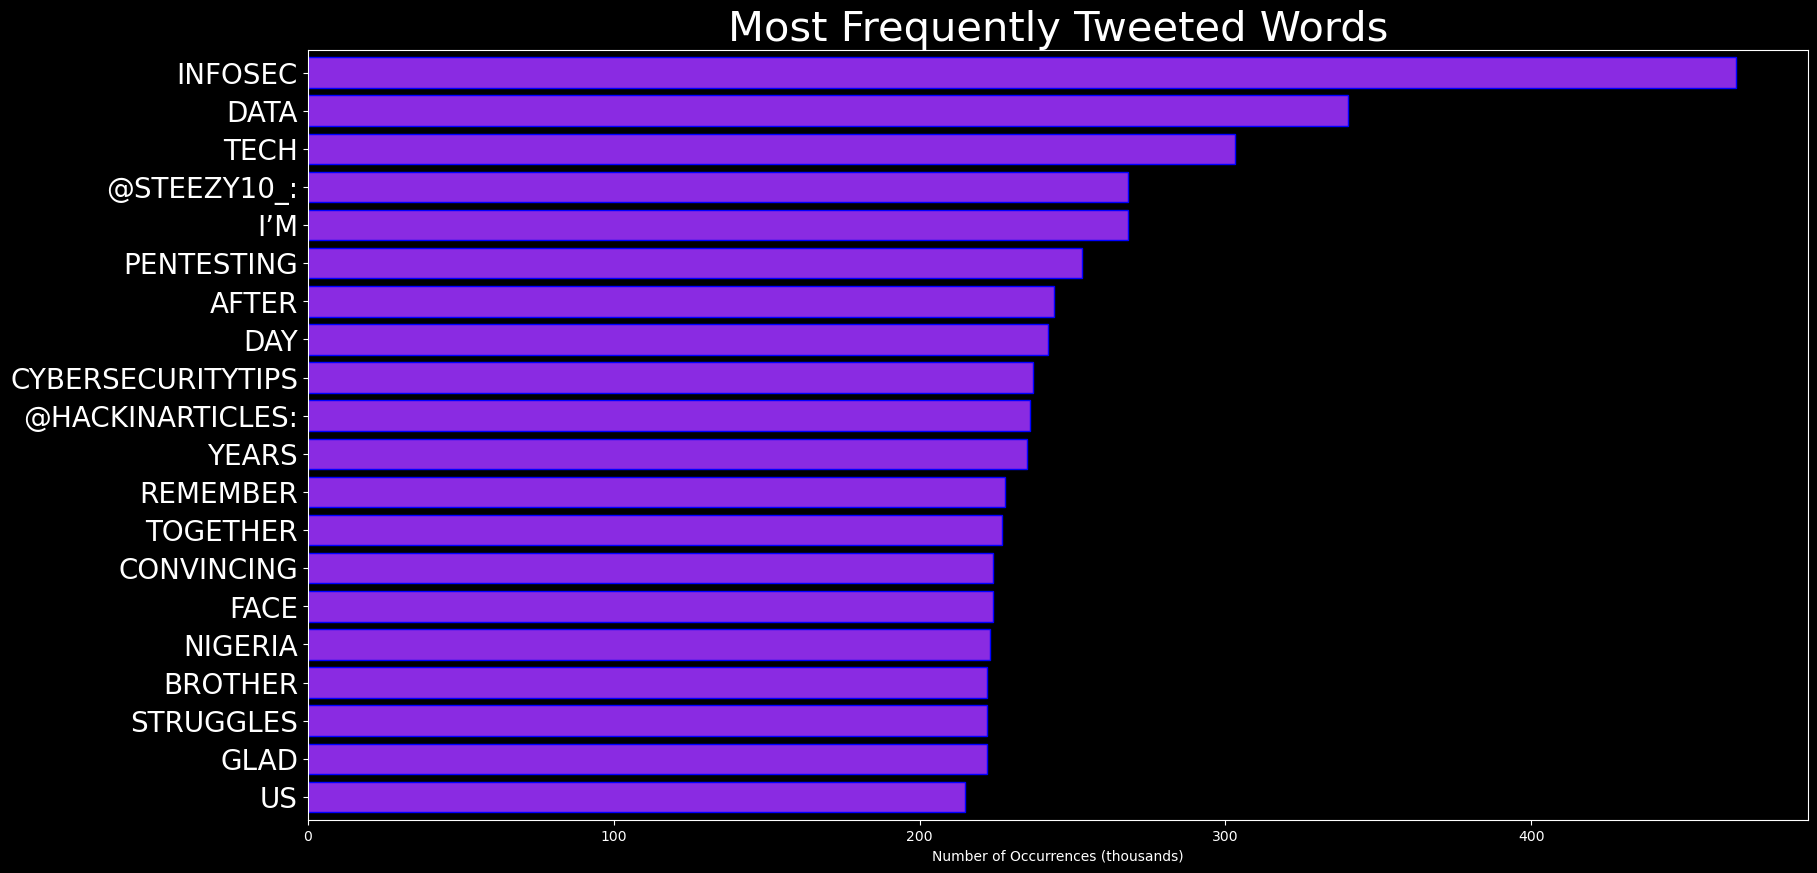 Most Frequently Tweeted Words
INFOSEC
DATA
TECH
@STEEZY10_:
I’M
PENTESTING
AFTER
DAY
CYBERSECURITYTIPS
@HACKINARTICLES:
YEARS
REMEMBER
TOGETHER
CONVINCING
FACE
NIGERIA
BROTHER
STRUGGLES
GLAD
US
0 100 200 300 400
Number of Occurrences (thousands)